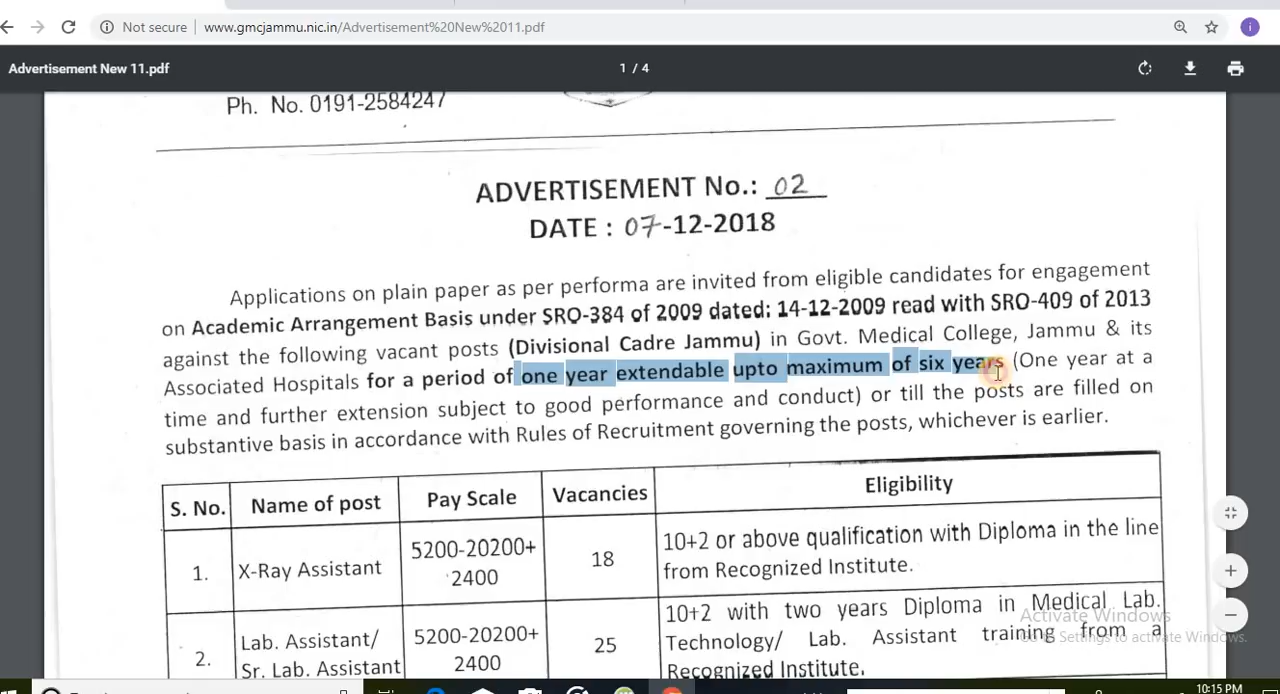 Not secure | www.gmcjammu.nic.in/Advertisement%20New%2011.pdf
i
Advertisement New 11.pdf
1 / 4
Ph. No. 0191-2584247
ADVERTISEMENT No.: 02
DATE : 07-12-2018
Applications on plain paper as per performa are invited from eligible candidates for engagement
on Academic Arrangement Basis under SRO-384 of 2009 dated: 14-12-2009 read with SRO-409 of 2013
against the following vacant posts (Divisional Cadre Jammu) in Govt. Medical College, Jammu & its
Associated Hospitals for a period of one year extendable upto maximum of six years (One year at a
time and further extension subject to good performance and conduct) or till the posts are filled on
substantive basis in accordance with Rules of Recruitment governing the posts, whichever is earlier.
S. No. Name of post Pay Scale Vacancies Eligibility
1. X-Ray Assistant 5200-20200+ 18 10+2 or above qualification with Diploma in the line
2400 from Recognized Institute.
2. Lab. Assistant/ 5200-20200+ 25 10+2 with two years Diploma in Medical Lab.
Sr. Lab. Assistant 2400 Technology/ Lab. Assistant training from a
Recognized Institute.
Activate Windows
Settings to activate Windows.
10:15 PM